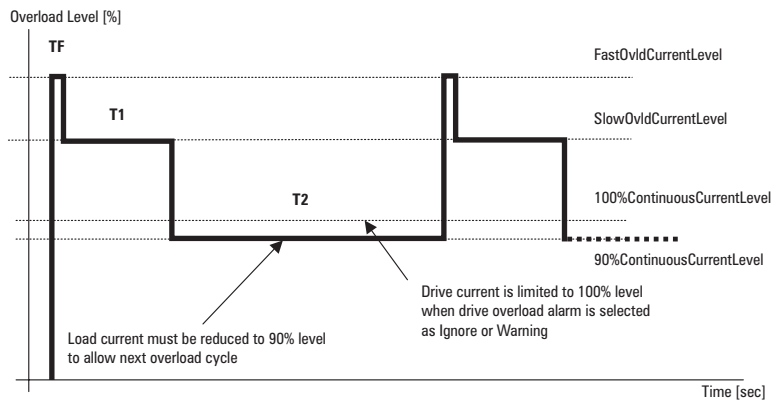 Overload Level [%]
TF
FastOvldCurrentLevel
T1
SlowOvldCurrentLevel
T2
100%ContinuousCurrentLevel
90%ContinuousCurrentLevel
Drive current is limited to 100% level
when drive overload alarm is selected
as Ignore or Warning
Load current must be reduced to 90% level
to allow next overload cycle
Time [sec]